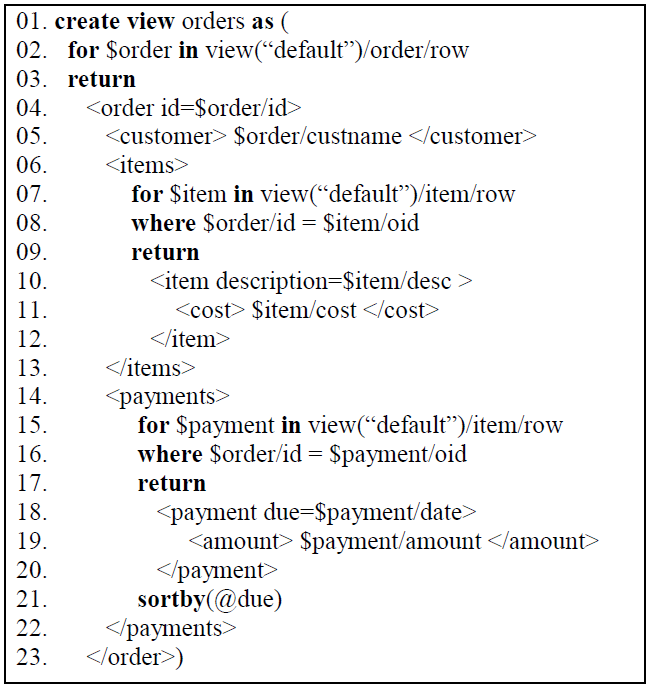 01. create view orders as (
02. for $order in view(“default”)/order/row
03. return
04. <order id=$order/id>
05. <customer> $order/custname </customer>
06. <items>
07. for $item in view(“default”)/item/row
08. where $order/id = $item/oid
09. return
10. <item description=$item/desc >
11. <cost> $item/cost </cost>
12. </item>
13. </items>
14. <payments>
15. for $payment in view(“default”)/item/row
16. where $order/id = $payment/oid
17. return
18. <payment due=$payment/date>
19. <amount> $payment/amount </amount>
20. </payment>
21. sortby(@due)
22. </payments>
23. </order>)